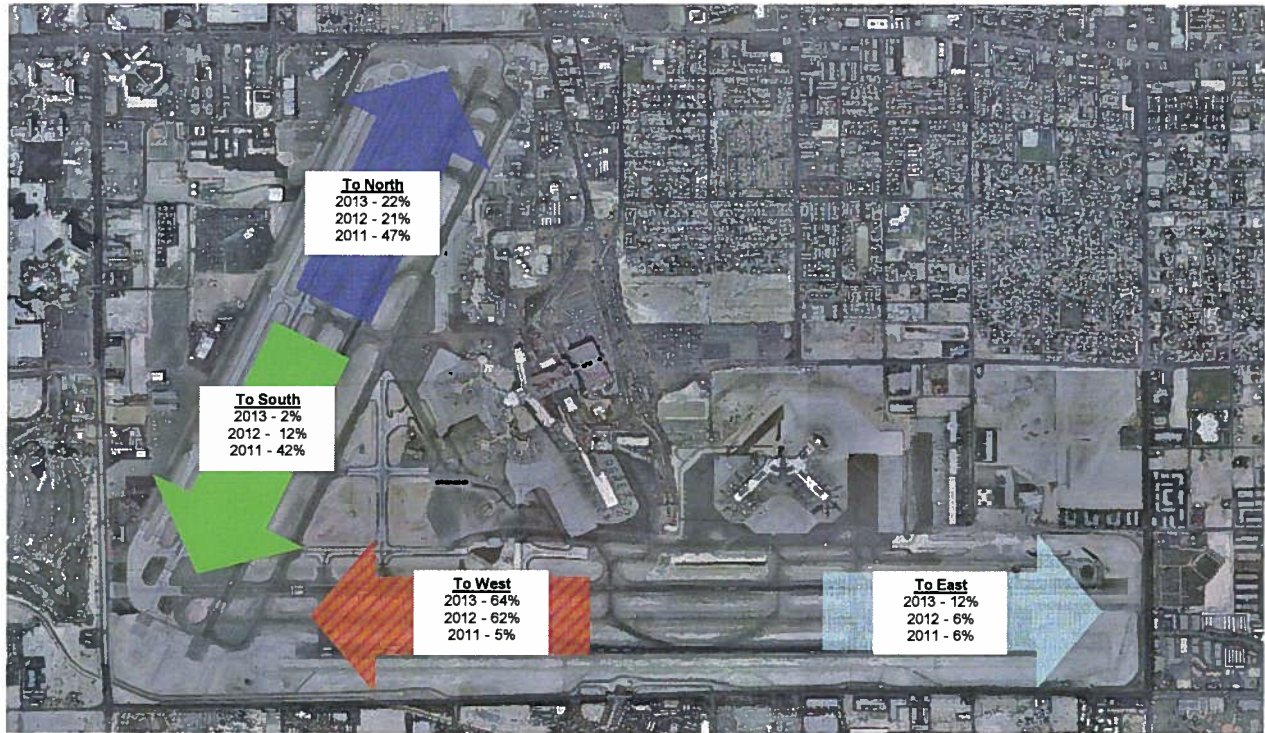 To North
2013 - 22%
2012 - 21%
2011 - 47%
To South
2013 - 2%
2012 - 12%
2011 - 42%
To West
2013 - 64%
2012 - 62%
2011 - 5%
To East
2013 - 12%
2012 - 6%
2011 - 6%